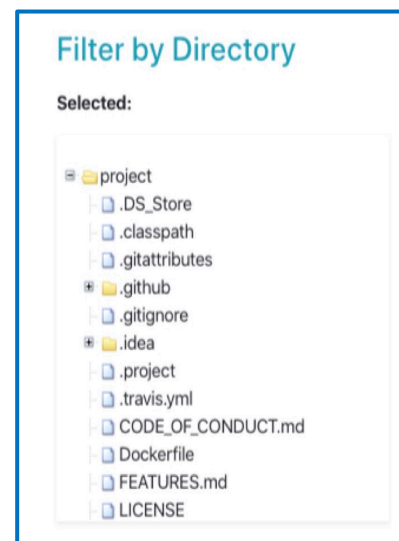 Filter by Directory
Selected:
project
.DS_Store
.classpath
.gitattributes
.github
.gitignore
.idea
.project
.travis.yml
CODE_OF_CONDUCT.md
Dockerfile
FEATURES.md
LICENSE